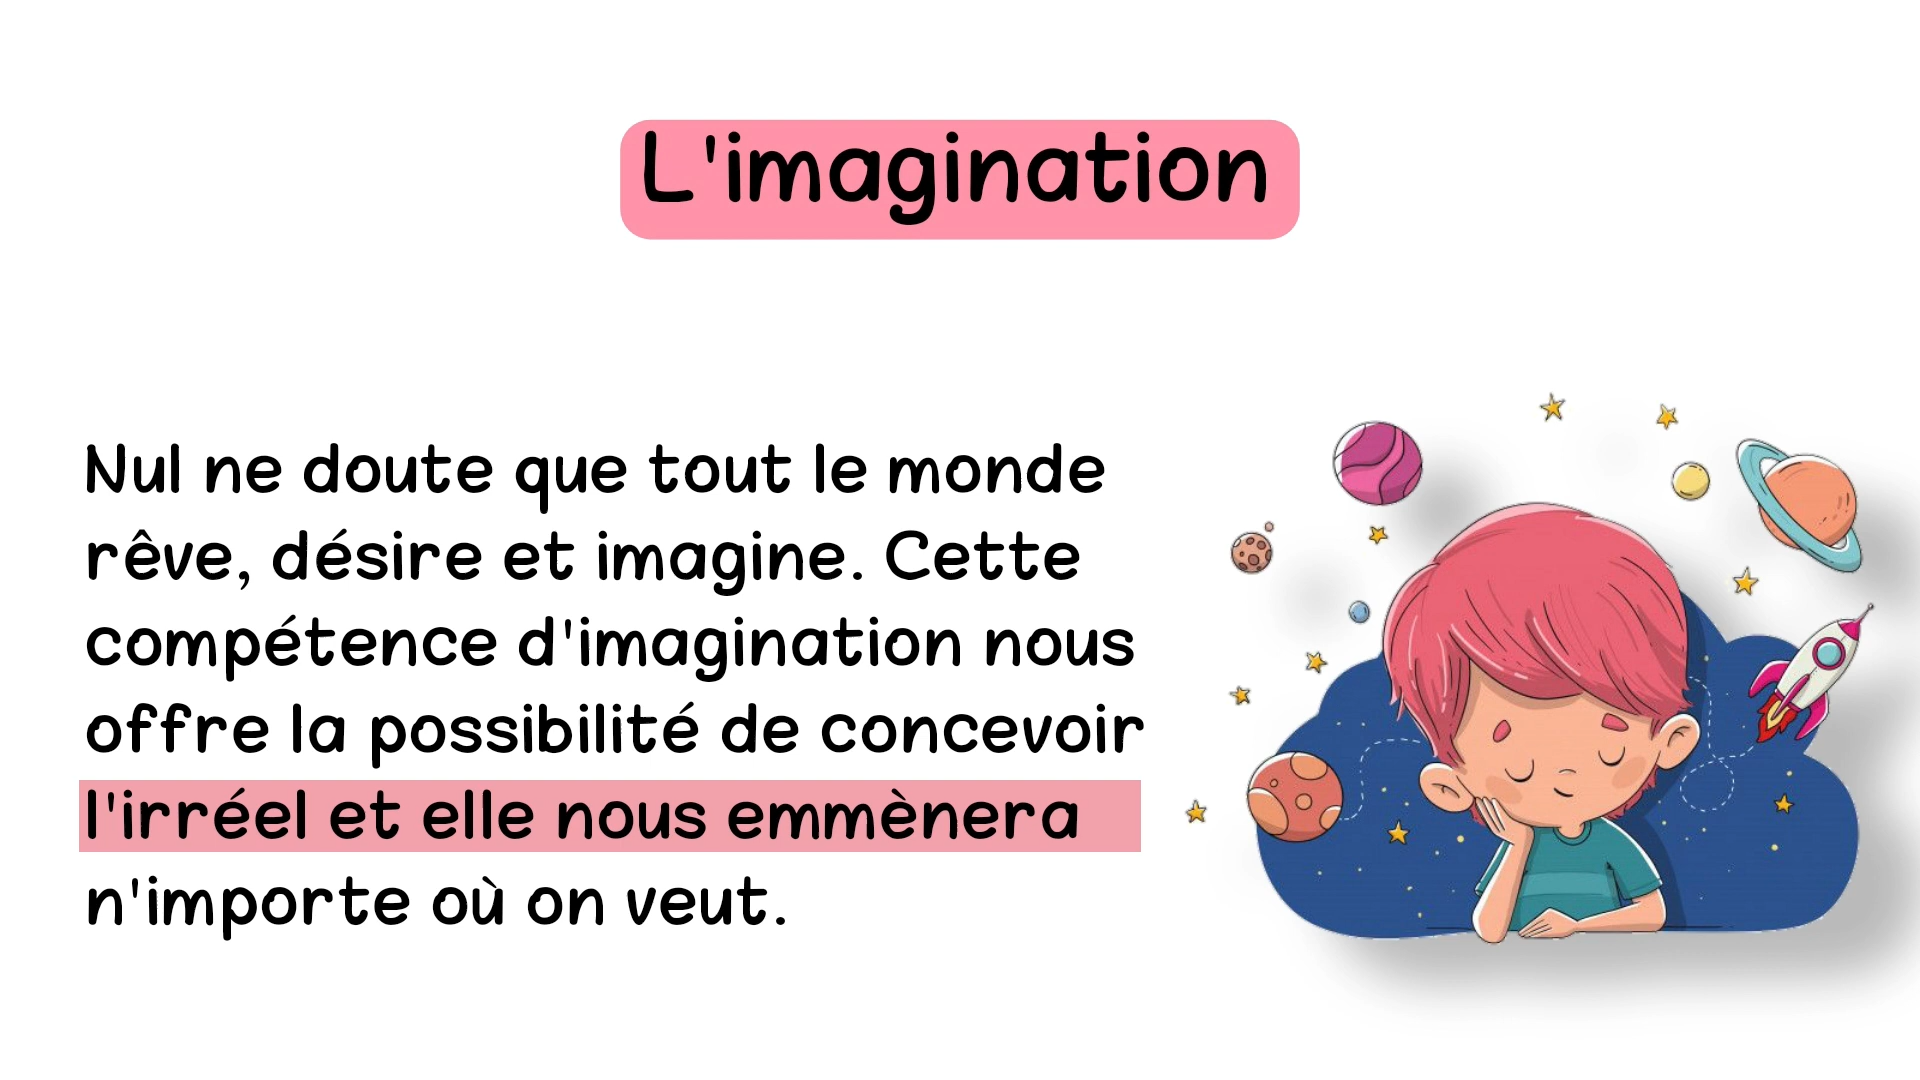 L'imagination
Nul ne doute que tout le monde
rêve, désire et imagine. Cette
compétence d'imagination nous
offre la possibilité de concevoir
l'irréel et elle nous emmènera
n'importe où on veut.